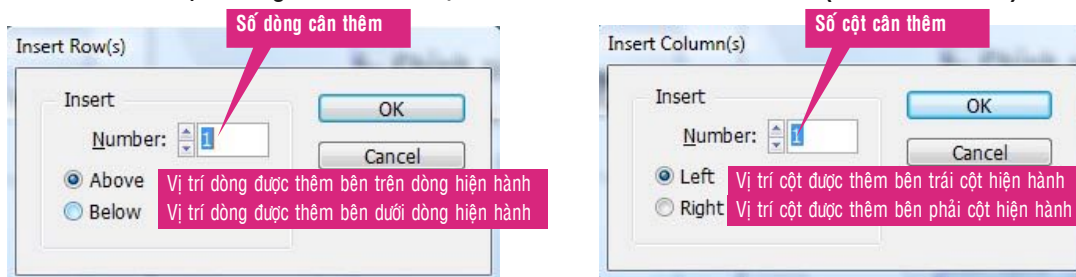 Số dòng cân thêm
Insert Row(s)
Insert
Number: 1
OK
Cancel
Above
Vị trí dòng được thêm bên trên dòng hiện hành
Below
Vị trí dòng được thêm bên dưới dòng hiện hành
Số cột cân thêm
Insert Column(s)
Insert
Number: 1
OK
Cancel
Left
Vị trí cột được thêm bên trái cột hiện hành
Right
Vị trí cột được thêm bên phải cột hiện hành